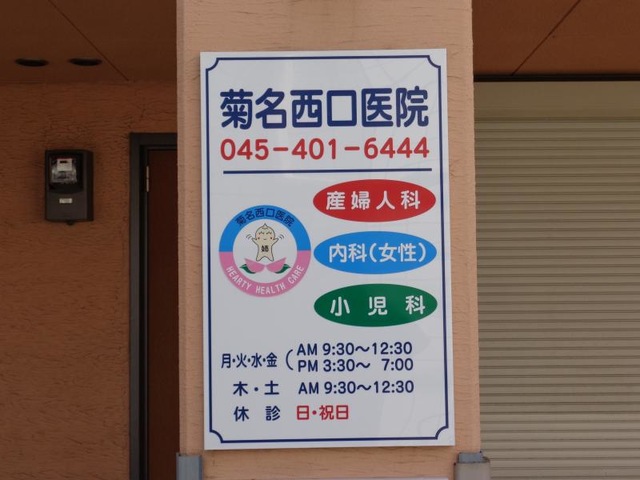 菊名西口医院
045-401-6444
産婦人科
菊名西口医院
HEARTY HEALTH CARE
内科(女性)
小児科
月・火・水・金 ( AM 9:30～12:30
PM 3:30～ 7:00
木・土 AM 9:30～12:30
休診 日・祝日